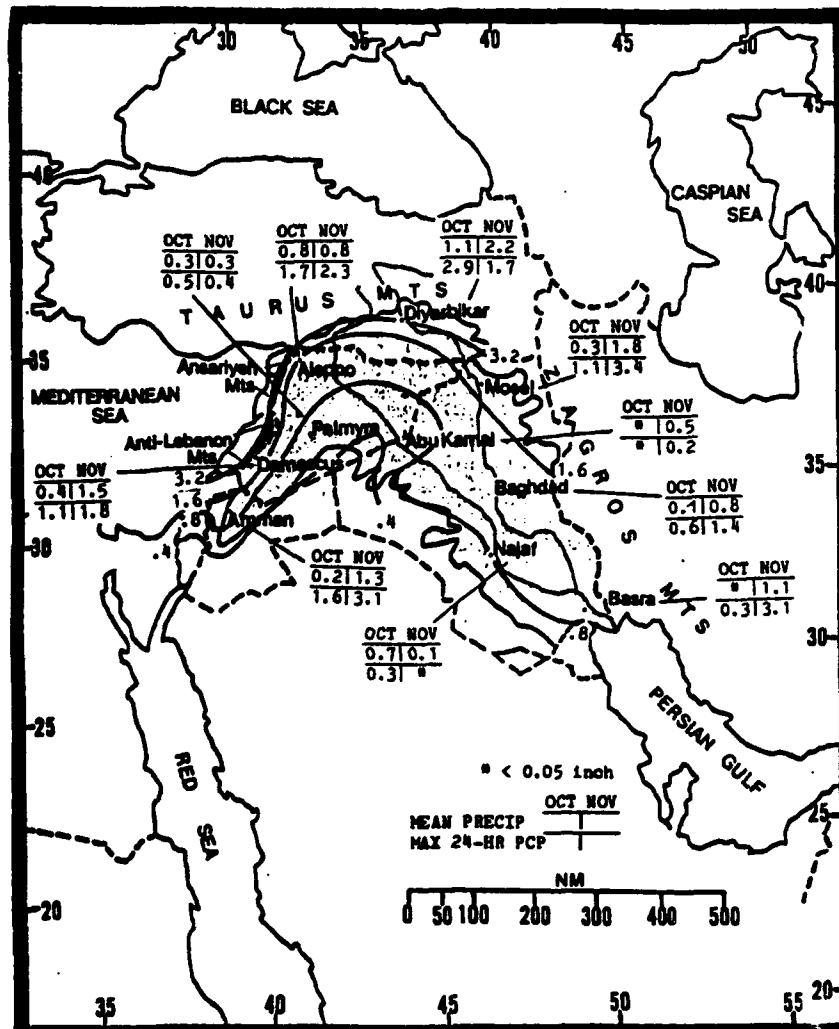 30 35 40 45 50
BLACK SEA
45
40
CASPIAN
SEA
OCT NOV
0.3|0.3
0.5|0.4
OCT NOV
0.8|0.8
1.7|2.3
OCT NOV
1.1|2.2
2.9|1.7
40
TAURUS MTS
Diyarbikar
35
Ansariyah
Mts.
Aleppo
3.2
Mosul
OCT NOV
0.3|1.8
1.1|3.4
MEDITERRANEAN
SEA
ZAGROS MTS
Palmyra
Abu Kamal
OCT NOV
*|0.5
*|0.2
Anti-Lebanon
Mts.
Damascus
35
1.6
Baghdad
OCT NOV
0.4|1.5
1.1|1.8
3.2
1.6
.8
.4
Amman
OCT NOV
0.1|0.8
0.6|1.4
30
.4
Najaf
OCT NOV
0.2|1.3
1.6|3.1
Basra
OCT NOV
*|1.1
0.3|3.1
.8
30
OCT NOV
0.7|0.1
0.3|*
PERSIAN GULF
25
RED SEA
* < 0.05 inch
OCT NOV
MEAN PRECIP
MAX 24-HR PCP
25
NM
0 50 100 200 300 400 500
20
20
35 40 45 50 55